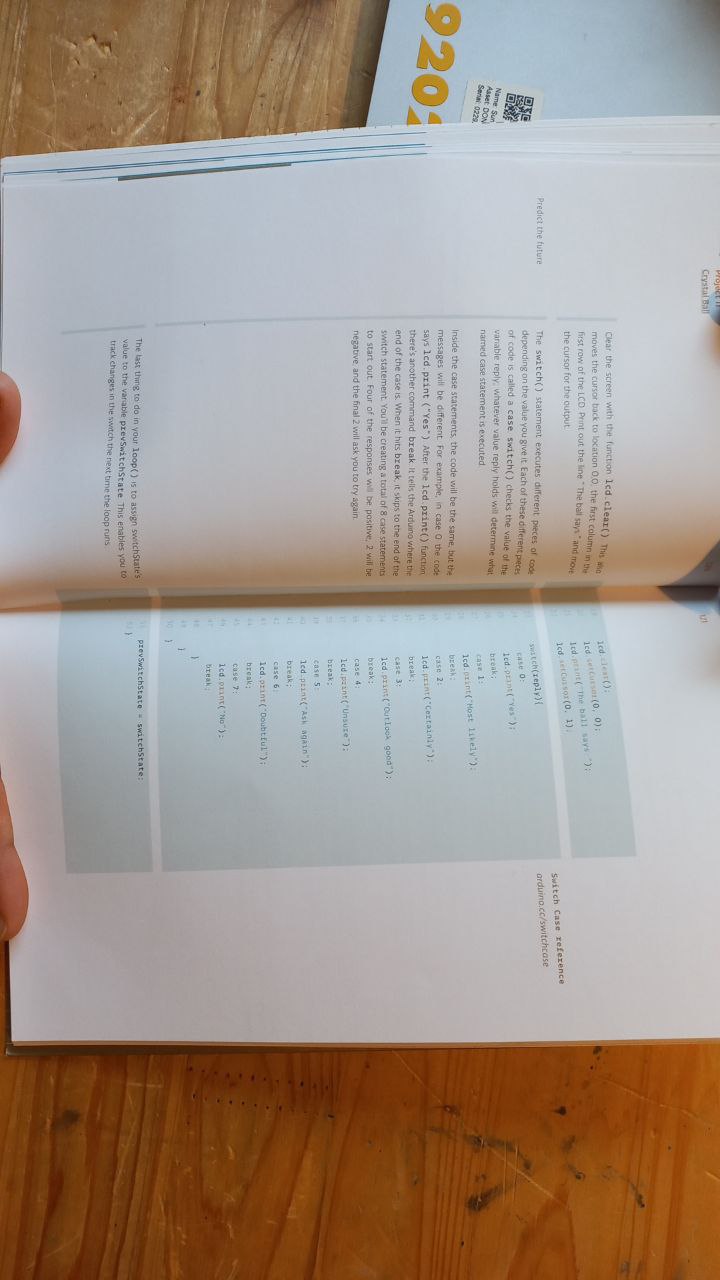 9202
Name: Sun
Asset: DON
Serial: 0229
Crystal Ball
Predict the future
Clear the screen with the function lcd.clear(). This also
moves the cursor back to location 0,0, the first column in the
first row of the LCD. Print out the line "The ball says:" and move
the cursor for the output.
The switch() statement executes different pieces of code
depending on the value you give it. Each of these different pieces
of code is called a case. switch() checks the value of the
variable reply; whatever value reply holds will determine what
named case statement is executed.
Inside the case statements, the code will be the same, but the
messages will be different. For example, in case 0 the code
says lcd.print ("Yes"). After the lcd.print() function,
there's another command: break. It tells the Arduino where the
end of the case is. When it hits break, it skips to the end of the
switch statement. You'll be creating a total of 8 case statements
to start out. Four of the responses will be positive, 2 will be
negative, and the final 2 will ask you to try again.
The last thing to do in your loop() is to assign switchState's
value to the variable prevSwitchState. This enables you to
track changes in the switch the next time the loop runs.
121
lcd.clear();
lcd.setCursor(0, 0);
lcd.print("The ball says:");
lcd.setCursor(0, 1);
switch(reply){
case 0:
lcd.print("Yes");
break;
case 1:
lcd.print("Most likely");
break;
case 2:
lcd.print("Certainly");
break;
case 3:
lcd.print("Outlook good");
break;
case 4:
lcd.print("Unsure");
break;
case 5:
lcd.print("Ask again");
break;
case 6:
lcd.print("Doubtful");
break;
case 7:
lcd.print("No");
break;
}
}
}
prevSwitchState = switchState;
52 }
Switch Case reference
arduino.cc/switchcase